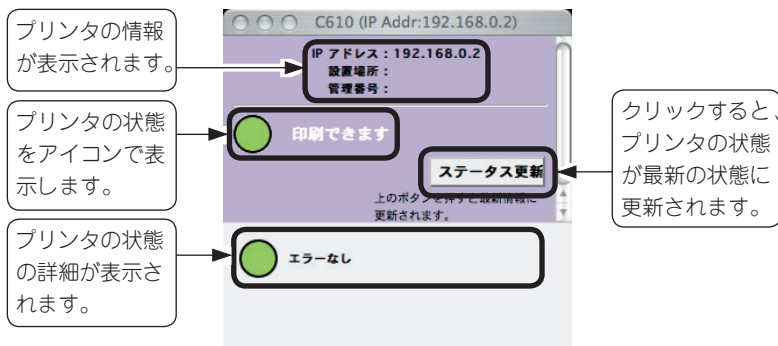 プリンタの情報
が表示されます。
プリンタの状態
をアイコンで表
示します。
プリンタの状態
の詳細が表示さ
れます。
C610 (IP Addr:192.168.0.2)
IP アドレス：192.168.0.2
設置場所：
管理番号：
印刷できます
ステータス更新
上のボタンを押すと最新情報に
更新されます。
エラーなし
クリックすると、
プリンタの状態
が最新の状態に
更新されます。